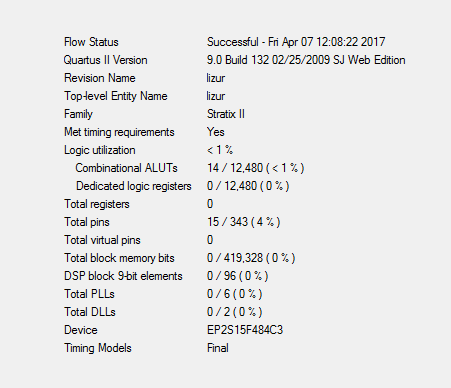 Flow Status Successful - Fri Apr 07 12:08:22 2017
Quartus II Version 9.0 Build 132 02/25/2009 SJ Web Edition
Revision Name lizur
Top-level Entity Name lizur
Family Stratix II
Met timing requirements Yes
Logic utilization < 1 %
Combinational ALUTs 14 / 12,480 ( < 1 % )
Dedicated logic registers 0 / 12,480 ( 0 % )
Total registers 0
Total pins 15 / 343 ( 4 % )
Total virtual pins 0
Total block memory bits 0 / 419,328 ( 0 % )
DSP block 9-bit elements 0 / 96 ( 0 % )
Total PLLs 0 / 6 ( 0 % )
Total DLLs 0 / 2 ( 0 % )
Device EP2S15F484C3
Timing Models Final